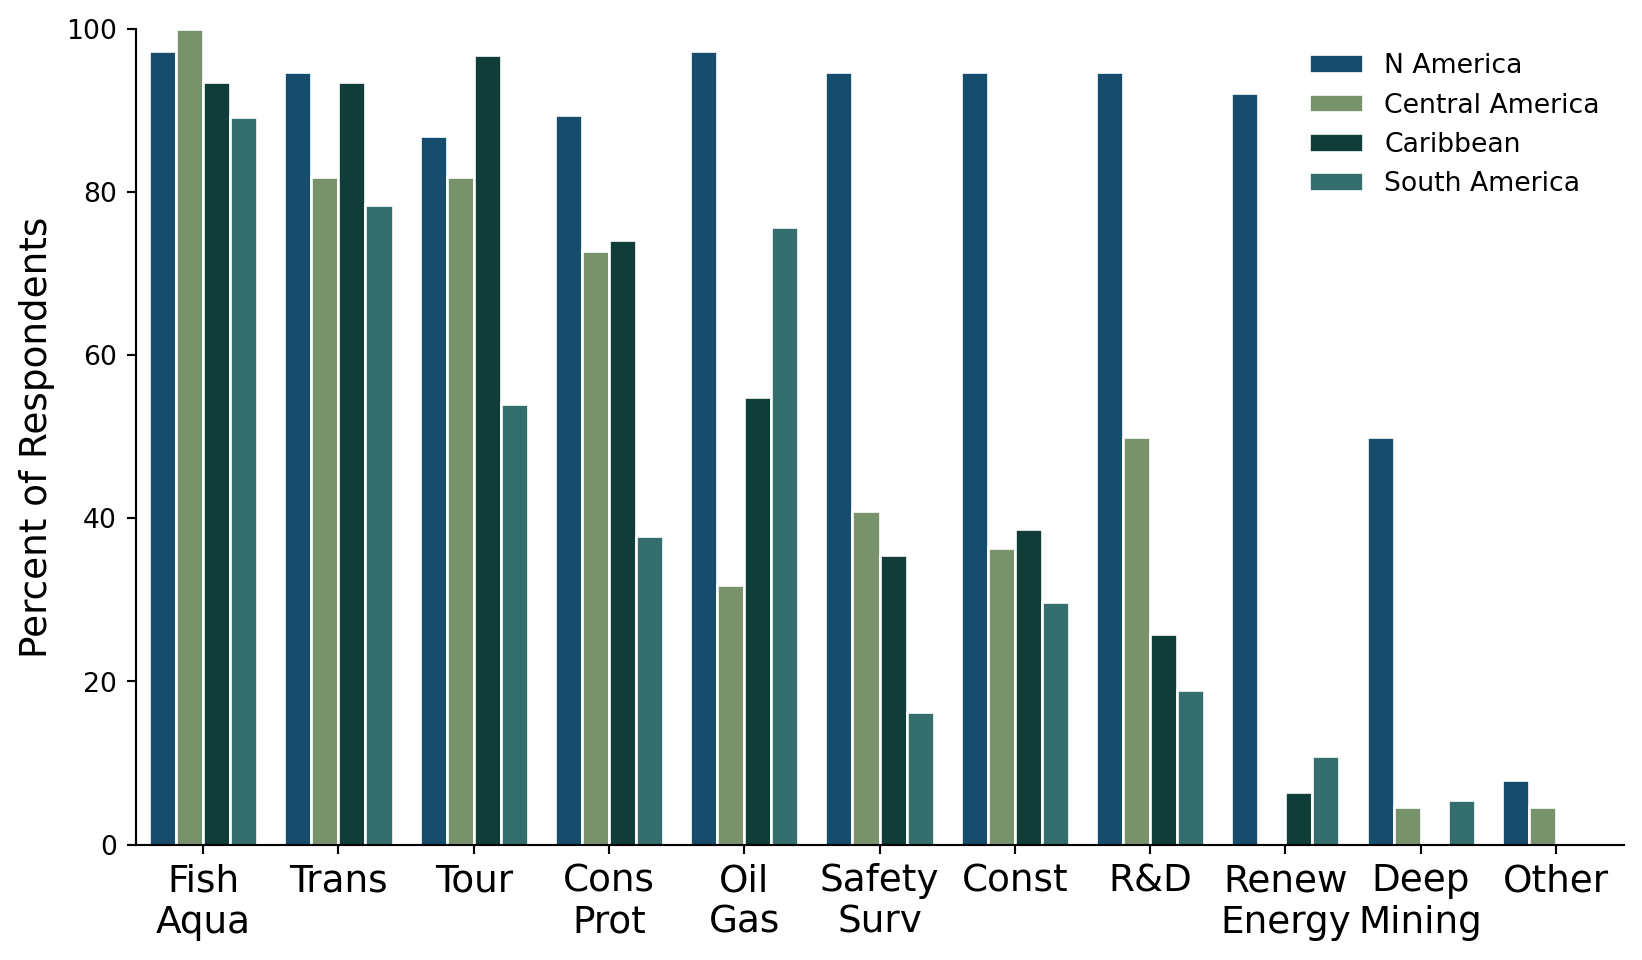 100
80
60
40
20
0
Percent of Respondents
N America
Central America
Caribbean
South America
Fish
Aqua
Trans
Tour
Cons
Prot
Oil
Gas
Safety
Surv
Const
R&D
Renew
Energy
Deep
Mining
Other